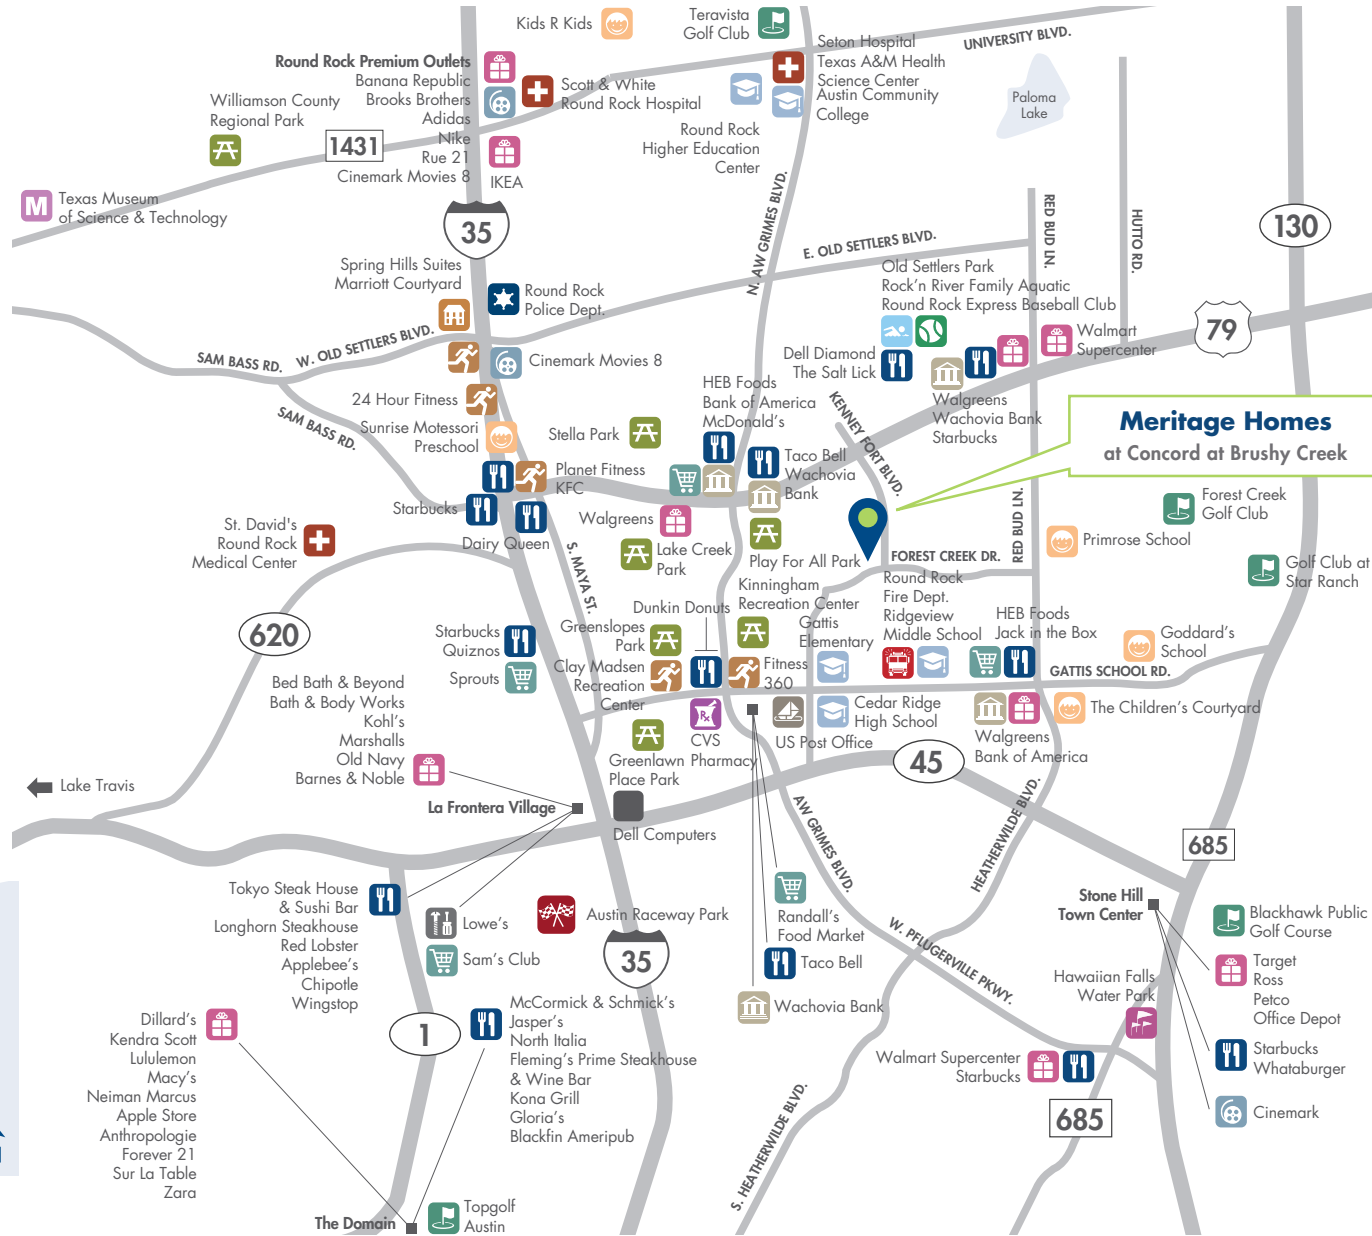 Kids R Kids
Teravista
Golf Club
UNIVERSITY BLVD.
Round Rock Premium Outlets
Banana Republic
Brooks Brothers
Adidas
Nike
Rue 21
Cinemark Movies 8
Scott & White
Round Rock Hospital
IKEA
Seton Hospital
Texas A&M Health
Science Center
Austin Community
College
Round Rock
Higher Education
Center
Paloma
Lake
Williamson County
Regional Park
1431
M
Texas Museum
of Science & Technology
35
N. AW GRIMES BLVD.
E. OLD SETTLERS BLVD.
RED BUD LN.
HUTTO RD.
130
Spring Hills Suites
Marriott Courtyard
Round Rock
Police Dept.
Old Settlers Park
Rock'n River Family Aquatic
Round Rock Express Baseball Club
79
Walmart
Supercenter
SAM BASS RD.
W. OLD SETTLERS BLVD.
Cinemark Movies 8
Dell Diamond
The Salt Lick
Walgreens
Wachovia Bank
Starbucks
24 Hour Fitness
SAM BASS RD.
Sunrise Motessori
Preschool
Stella Park
HEB Foods
Bank of America
McDonald's
KENNEY FORT BLVD.
Meritage Homes
at Concord at Brushy Creek
Planet Fitness
KFC
Taco Bell
Wachovia
Bank
Starbucks
Dairy Queen
Walgreens
Lake Creek
Park
Play For All Park
RED BUD LN.
Forest Creek
Golf Club
Primrose School
Golf Club at
Star Ranch
St. David's
Round Rock
Medical Center
S. MAYA ST.
FOREST CREEK DR.
620
Starbucks
Quiznos
Sprouts
Dunkin Donuts
Kinningham
Recreation Center
Greenslopes
Park
Clay Madsen
Recreation
Center
Fitness
360
Gattis
Elementary
Round Rock
Fire Dept.
Ridgeview
Middle School
HEB Foods
Jack in the Box
Goddard's
School
GATTIS SCHOOL RD.
Rx
CVS
Pharmacy
US Post Office
Cedar Ridge
High School
Walgreens
Bank of America
The Children's Courtyard
Greenlawn
Place Park
Bed Bath & Beyond
Bath & Body Works
Kohl's
Marshalls
Old Navy
Barnes & Noble
Lake Travis
La Frontera Village
Dell Computers
45
AW GRIMES BLVD.
HEATHERWILDE BLVD.
685
Stone Hill
Town Center
Tokyo Steak House
& Sushi Bar
Longhorn Steakhouse
Red Lobster
Applebee's
Chipotle
Wingstop
Lowe's
Sam's Club
Austin Raceway Park
35
Randall's
Food Market
Taco Bell
Wachovia Bank
W. PFLUGERVILLE PKWY.
Blackhawk Public
Golf Course
Target
Ross
Petco
Office Depot
Hawaiian Falls
Water Park
Starbucks
Whataburger
Cinemark
Walmart Supercenter
Starbucks
685
S. HEATHERWILDE BLVD.
1
McCormick & Schmick's
Jasper's
North Italia
Fleming's Prime Steakhouse
& Wine Bar
Kona Grill
Gloria's
Blackfin Ameripub
Dillard's
Kendra Scott
Lululemon
Macy's
Neiman Marcus
Apple Store
Anthropologie
Forever 21
Sur La Table
Zara
The Domain
Topgolf
Austin